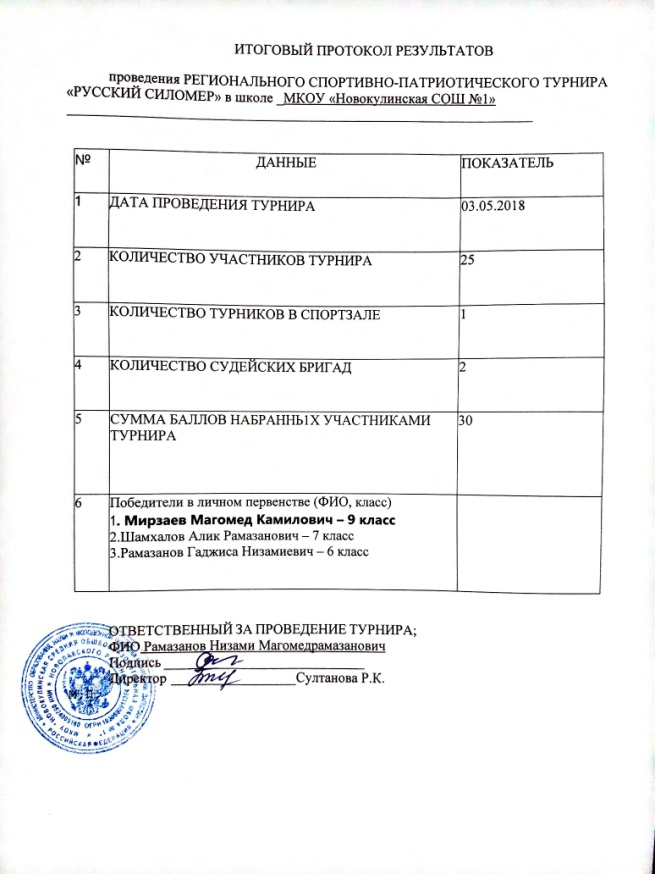 ИТОГОВЫЙ ПРОТОКОЛ РЕЗУЛЬТАТОВ
проведения РЕГИОНАЛЬНОГО СПОРТИВНО-ПАТРИОТИЧЕСКОГО ТУРНИРА
«РУССКИЙ СИЛОМЕР» в школе МКОУ «Новокулинская СОШ №1»
№ ДАННЫЕ ПОКАЗАТЕЛЬ
1 ДАТА ПРОВЕДЕНИЯ ТУРНИРА 03.05.2018
2 КОЛИЧЕСТВО УЧАСТНИКОВ ТУРНИРА 25
3 КОЛИЧЕСТВО ТУРНИКОВ В СПОРТЗАЛЕ 1
4 КОЛИЧЕСТВО СУДЕЙСКИХ БРИГАД 2
5 СУММА БАЛЛОВ НАБРАННЬ1Х УЧАСТНИКАМИ 30
ТУРНИРА
6 Победители в личном первенстве (ФИО, класс)
1. Мирзаев Магомед Камилович – 9 класс
2.Шамхалов Алик Рамазанович – 7 класс
3.Рамазанов Гаджиса Низамиевич – 6 класс
ОТВЕТСТВЕННЫЙ ЗА ПРОВЕДЕНИЕ ТУРНИРА;
ФИО Рамазанов Низами Магомедрамазанович
Подпись
Директор Султанова Р.К.
М.П.
РОССИЙСКАЯ ФЕДЕРАЦИЯ